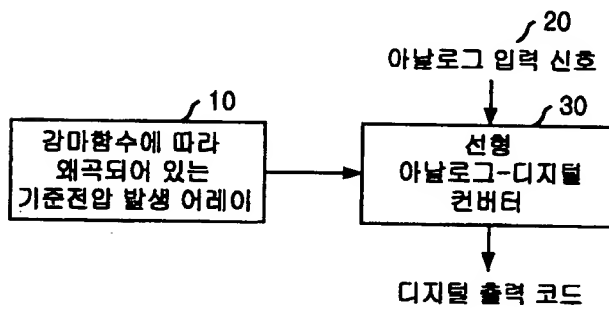 20
아날로그 입력 신호
10
감마함수에 따라
왜곡되어 있는
기준전압 발생 어레이
30
선형
아날로그-디지털
컨버터
디지털 출력 코드